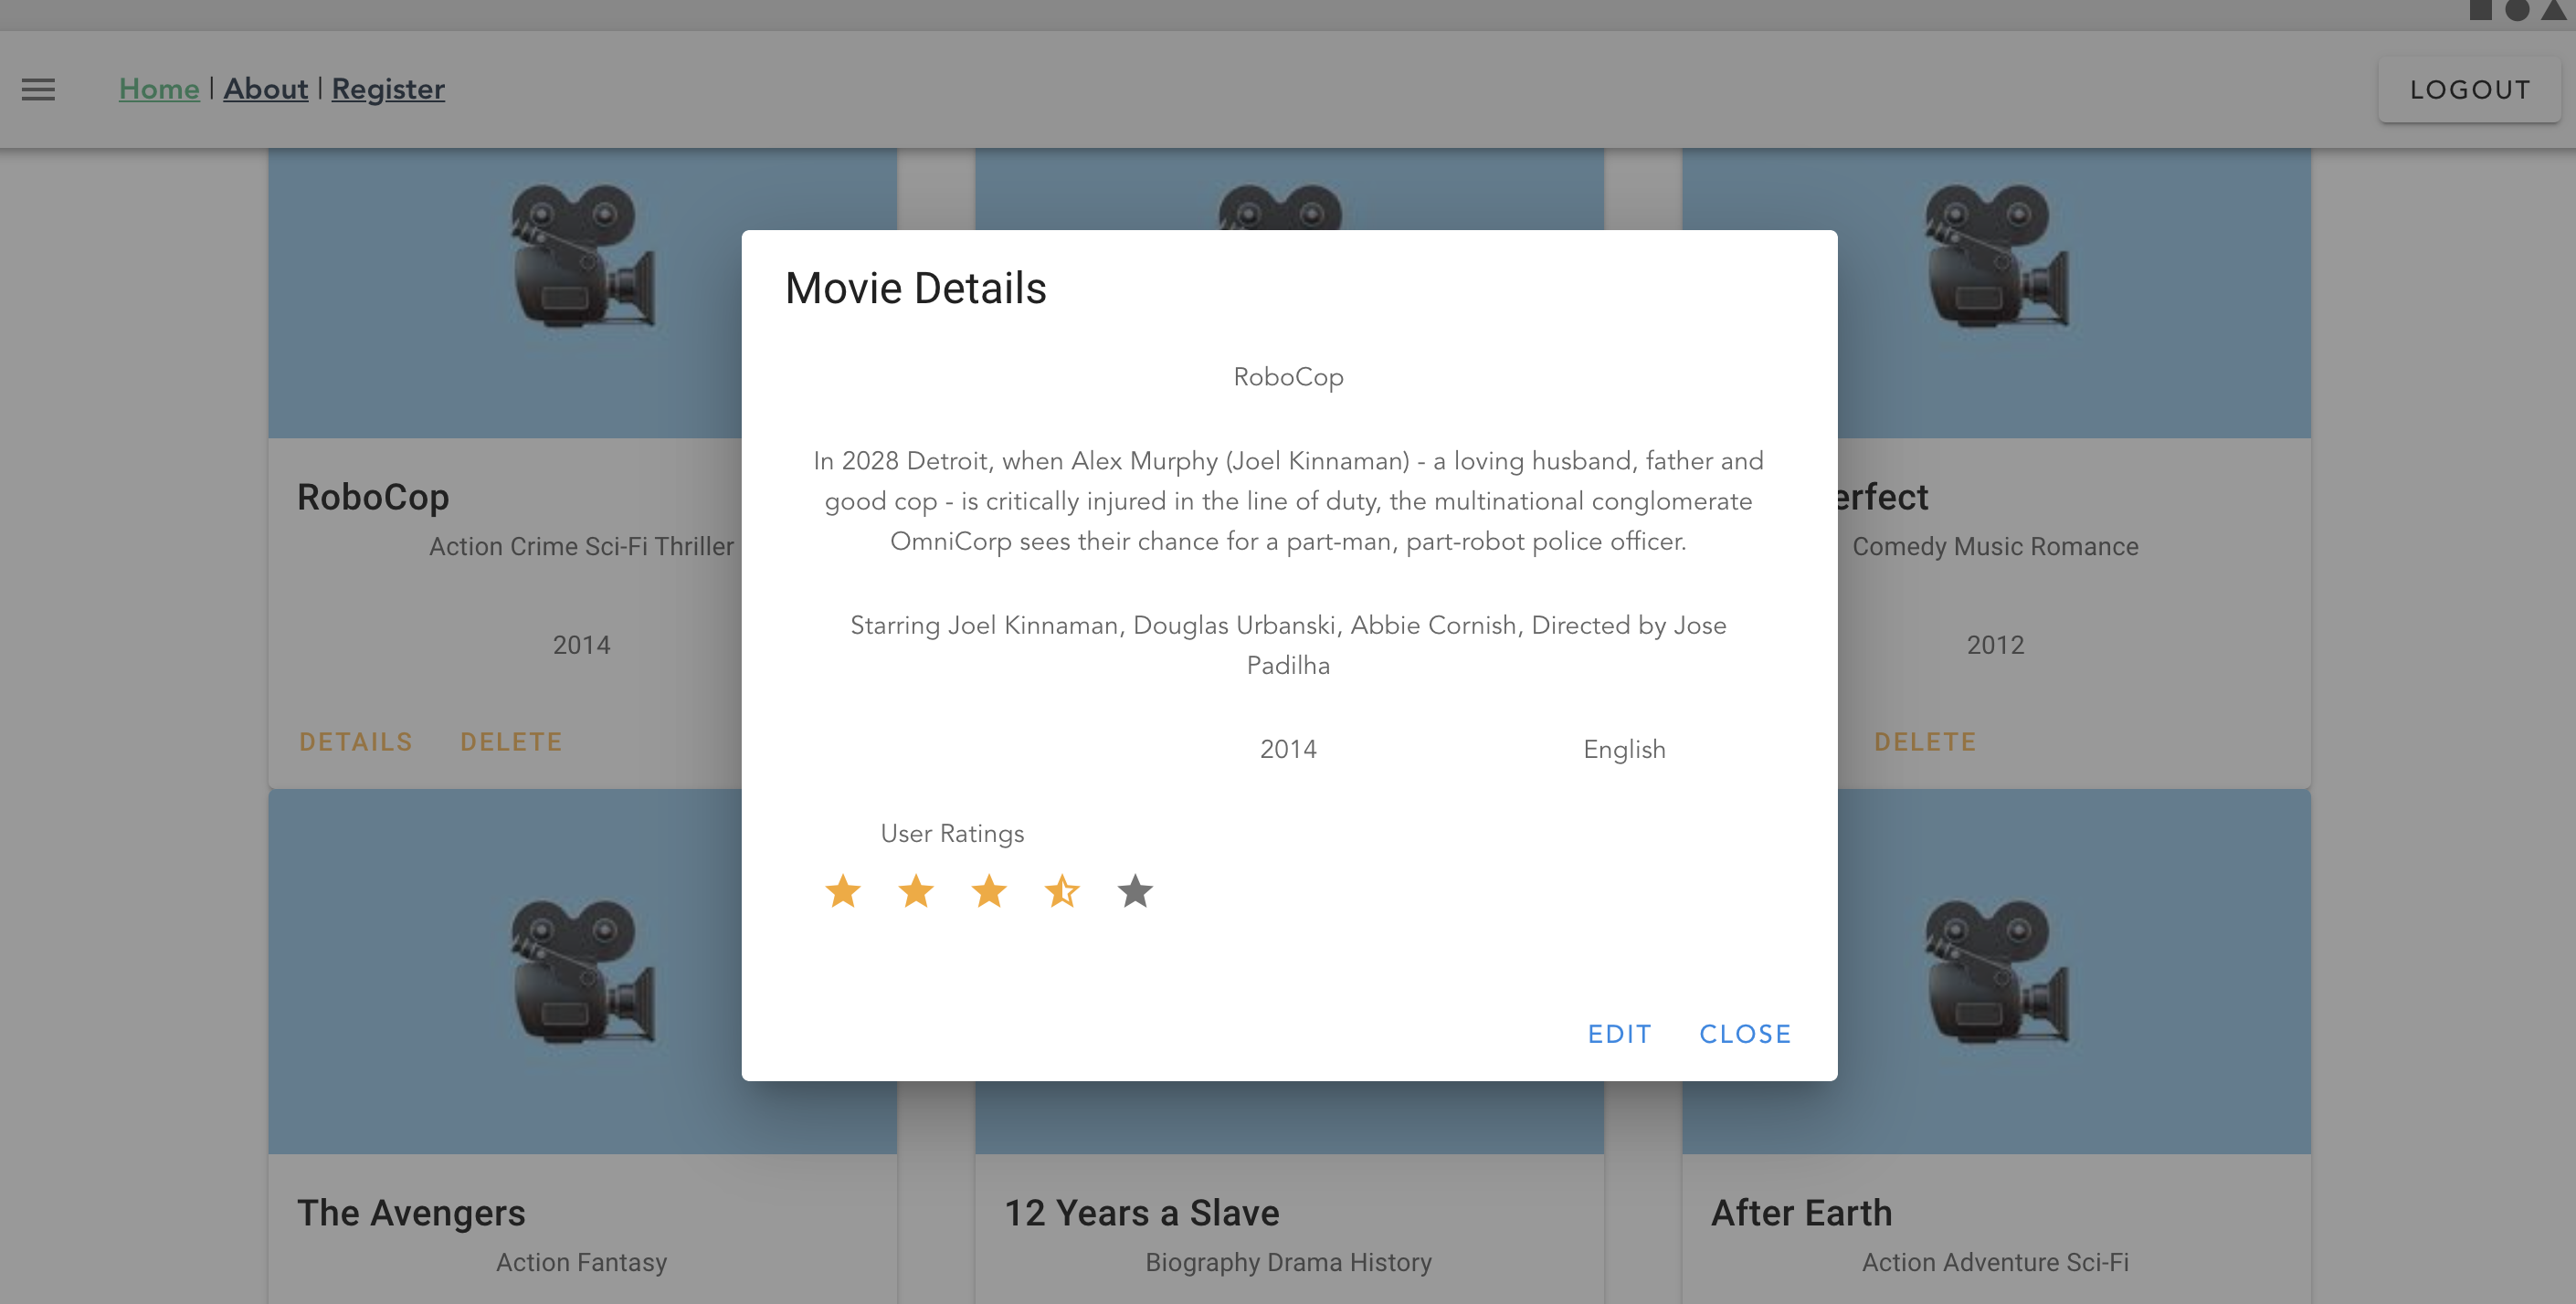 Home | About | Register
LOGOUT
Movie Details
RoboCop
In 2028 Detroit, when Alex Murphy (Joel Kinnaman) - a loving husband, father and
good cop - is critically injured in the line of duty, the multinational conglomerate
OmniCorp sees their chance for a part-man, part-robot police officer.
Starring Joel Kinnaman, Douglas Urbanski, Abbie Cornish, Directed by Jose
Padilha
2014 English
User Ratings
EDIT CLOSE
RoboCop
Action Crime Sci-Fi Thriller
2014
DETAILS DELETE
erfect
Comedy Music Romance
2012
DELETE
The Avengers
Action Fantasy
12 Years a Slave
Biography Drama History
After Earth
Action Adventure Sci-Fi